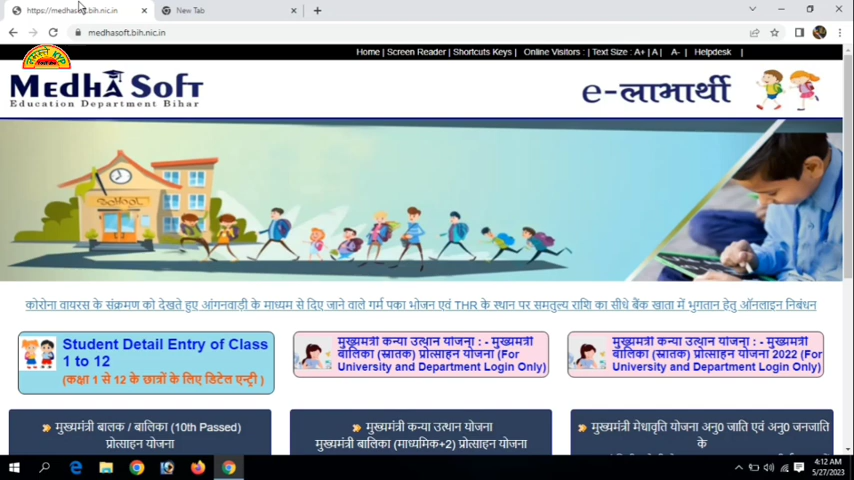 https://medhasoft.bih.nic.in
New Tab
medhasoft.bih.nic.in
Home | Screen Reader | Shortcuts Keys | Online Visitors : | Text Size : A+ | A | A- | Helpdesk |
नमस्ते KYP
MEDHA SOFT
Education Department Bihar
e-लाभार्थी
कोरोना वायरस के संक्रमण को देखते हुए आंगनवाडी के माध्यम से दिए जाने वाले गर्म पका भोजन एवं THR के स्थान पर समतुल्य राशि का सीधे बैंक खाता में भुगतान हेतु ऑनलाइन निबंधन
Student Detail Entry of Class
1 to 12
(कक्षा 1 से 12 के छात्रों के लिए डिटेल एन्ट्री )
मुख्यमंत्री कन्या उत्थान योजना : - मुख्यमंत्री
बालिका (स्नातक) प्रोत्साहन योजना (For
University and Department Login Only)
मुख्यमंत्री कन्या उत्थान योजना : - मुख्यमंत्री
बालिका (स्नातक) प्रोत्साहन योजना 2022 (For
University and Department Login Only)
मुख्यमंत्री बालक / बालिका (10th Passed)
प्रोत्साहन योजना
मुख्यमंत्री कन्या उत्थान योजना
मुख्यमंत्री बालिका (माध्यमिक+2) प्रोत्साहन योजना
मुख्यमंत्री मेधावृति योजना अनु0 जाति एवं अनु0 जनजाति
के
4:12 AM
5/27/2023